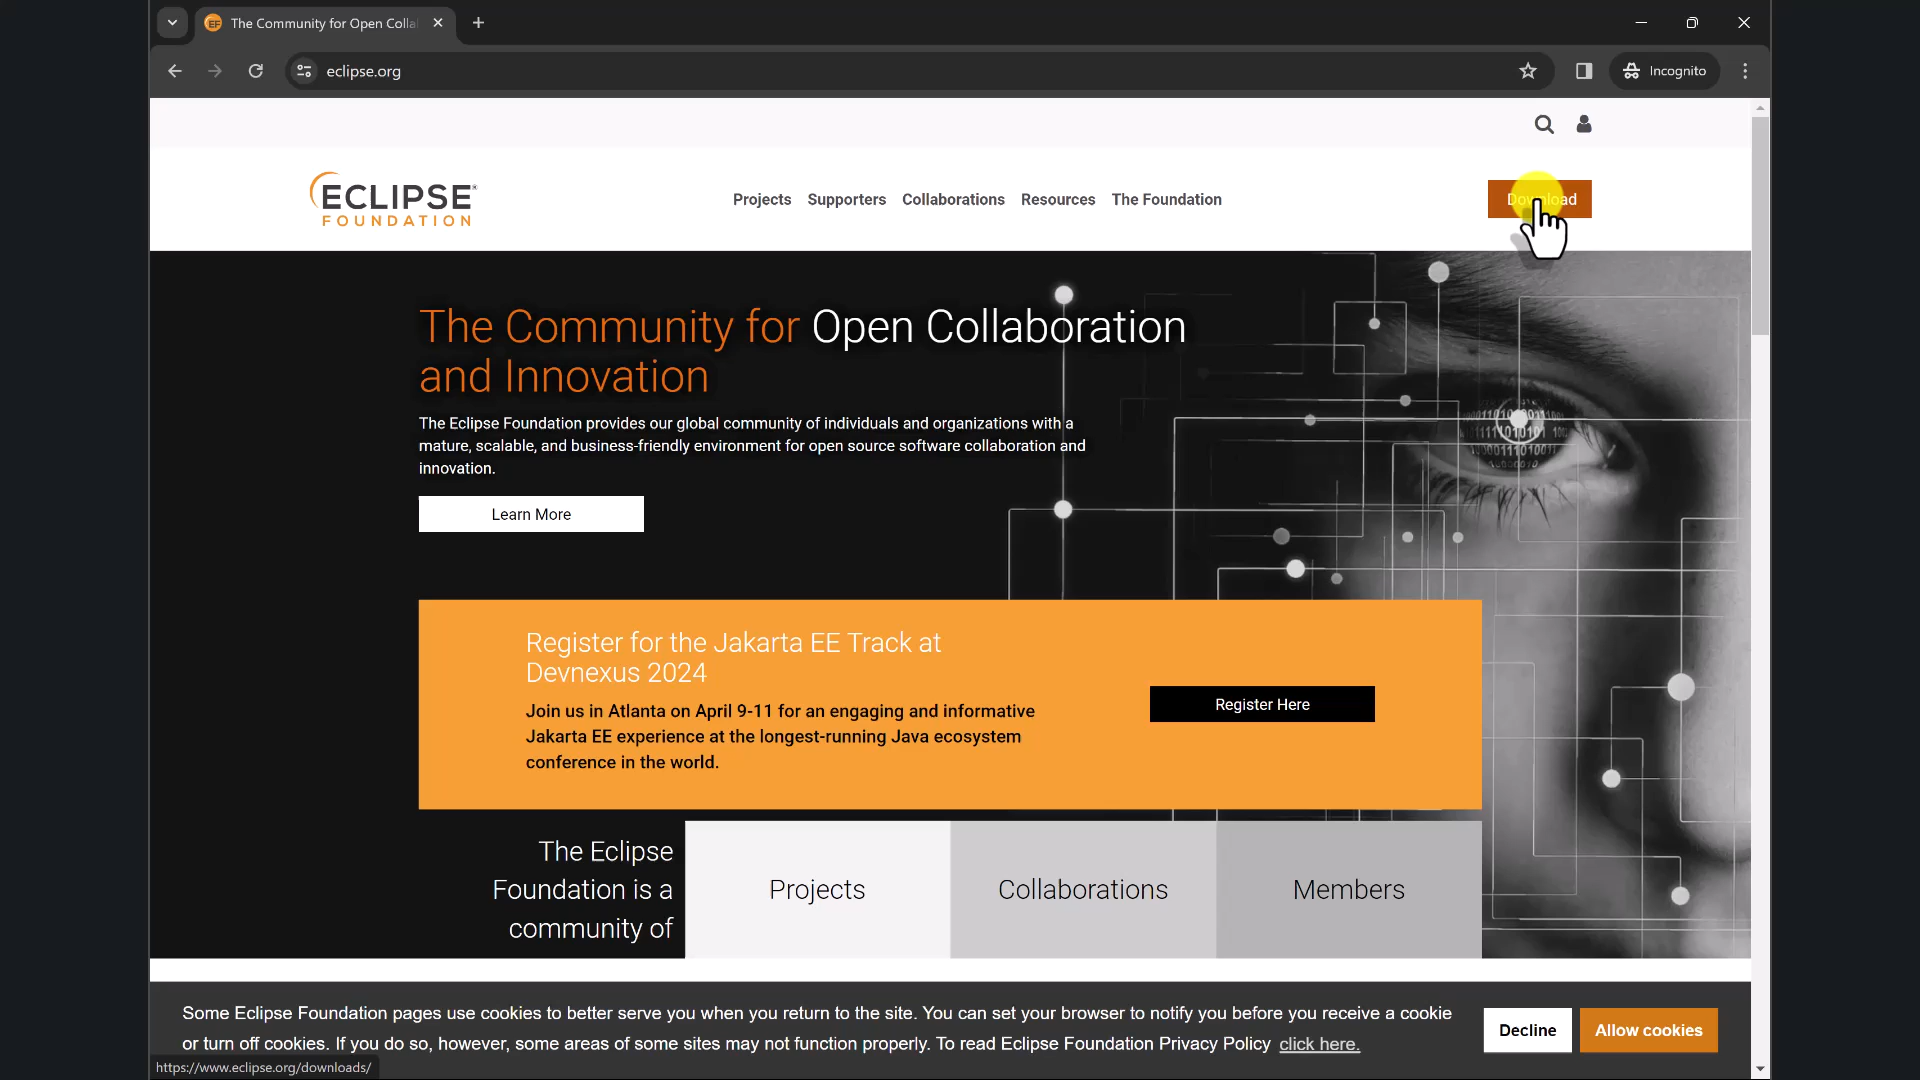 The Community for Open Colla
eclipse.org
Incognito
ECLIPSE®
FOUNDATION
Projects Supporters Collaborations Resources The Foundation
Download
The Community for Open Collaboration
and Innovation
The Eclipse Foundation provides our global community of individuals and organizations with a
mature, scalable, and business-friendly environment for open source software collaboration and
innovation.
Learn More
Register for the Jakarta EE Track at
Devnexus 2024
Join us in Atlanta on April 9-11 for an engaging and informative
Jakarta EE experience at the longest-running Java ecosystem
conference in the world.
Register Here
The Eclipse
Foundation is a
community of
Projects
Collaborations
Members
Some Eclipse Foundation pages use cookies to better serve you when you return to the site. You can set your browser to notify you before you receive a cookie
or turn off cookies. If you do so, however, some areas of some sites may not function properly. To read Eclipse Foundation Privacy Policy click here.
Decline
Allow cookies
https://www.eclipse.org/downloads/